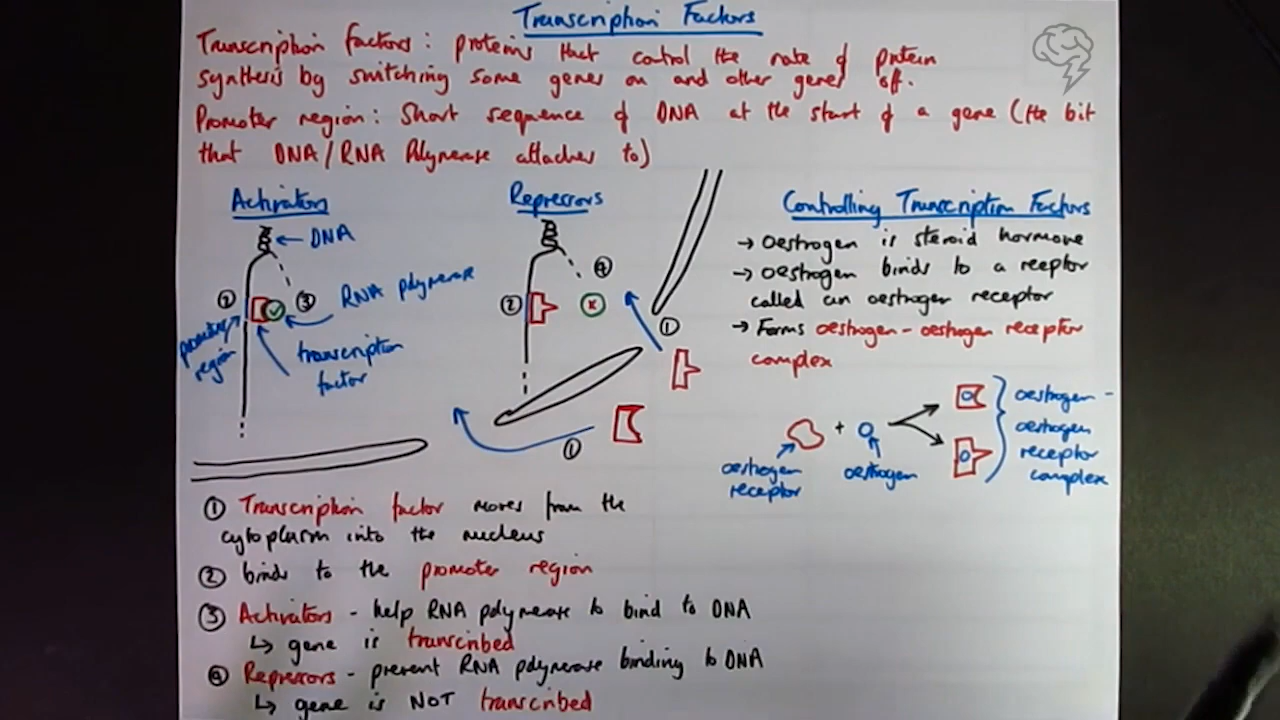 Transcription Factors
Transcription factors: proteins that control the rate of protein
synthesis by switching some genes on and other genes off.
Promoter region: Short sequence of DNA at the start of a gene (the bit
that DNA/RNA Polymerase attaches to)
Activators
DNA
②
③
RNA polymerase
promoter
region
transcription
factor
Repressors
②
④
①
①
Controlling Transcription Factors
→ Oestrogen is steroid hormone
→ oestrogen binds to a receptor
called an oestrogen receptor
→ Forms oestrogen-oestrogen receptor
complex
+
oestrogen
receptor
oestrogen
oestrogen-
oestrogen
receptor
complex
① Transcription factor moves from the
cytoplasm into the nucleus
② binds to the promoter region
③ Activators - help RNA polymerase to bind to DNA
↳ gene is transcribed
④ Repressors - prevent RNA polymerase binding to DNA
↳ gene is NOT transcribed